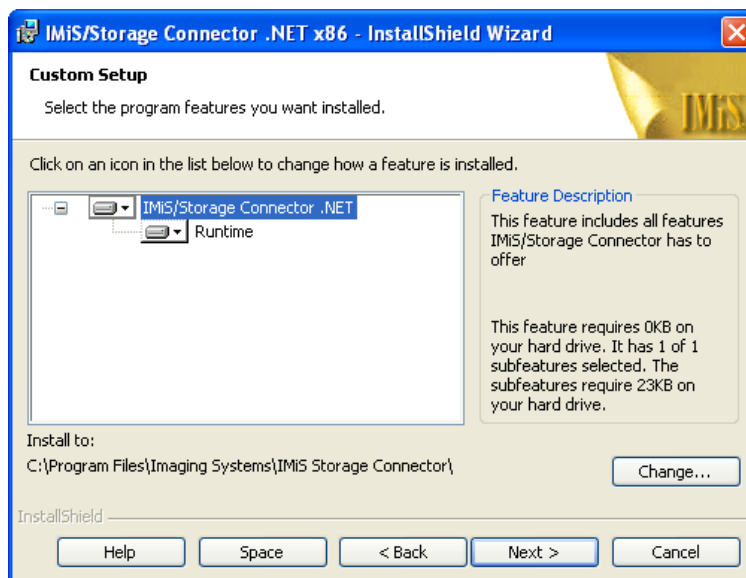 IMiS/Storage Connector .NET x86 - InstallShield Wizard
Custom Setup
Select the program features you want installed.
IMiS
Click on an icon in the list below to change how a feature is installed.
IMiS/Storage Connector .NET
Runtime
Feature Description
This feature includes all features
IMiS/Storage Connector has to
offer
This feature requires 0KB on
your hard drive. It has 1 of 1
subfeatures selected. The
subfeatures require 23KB on
your hard drive.
Install to:
C:\Program Files\Imaging Systems\IMiS Storage Connector\
Change...
InstallShield
Help
Space
< Back
Next >
Cancel